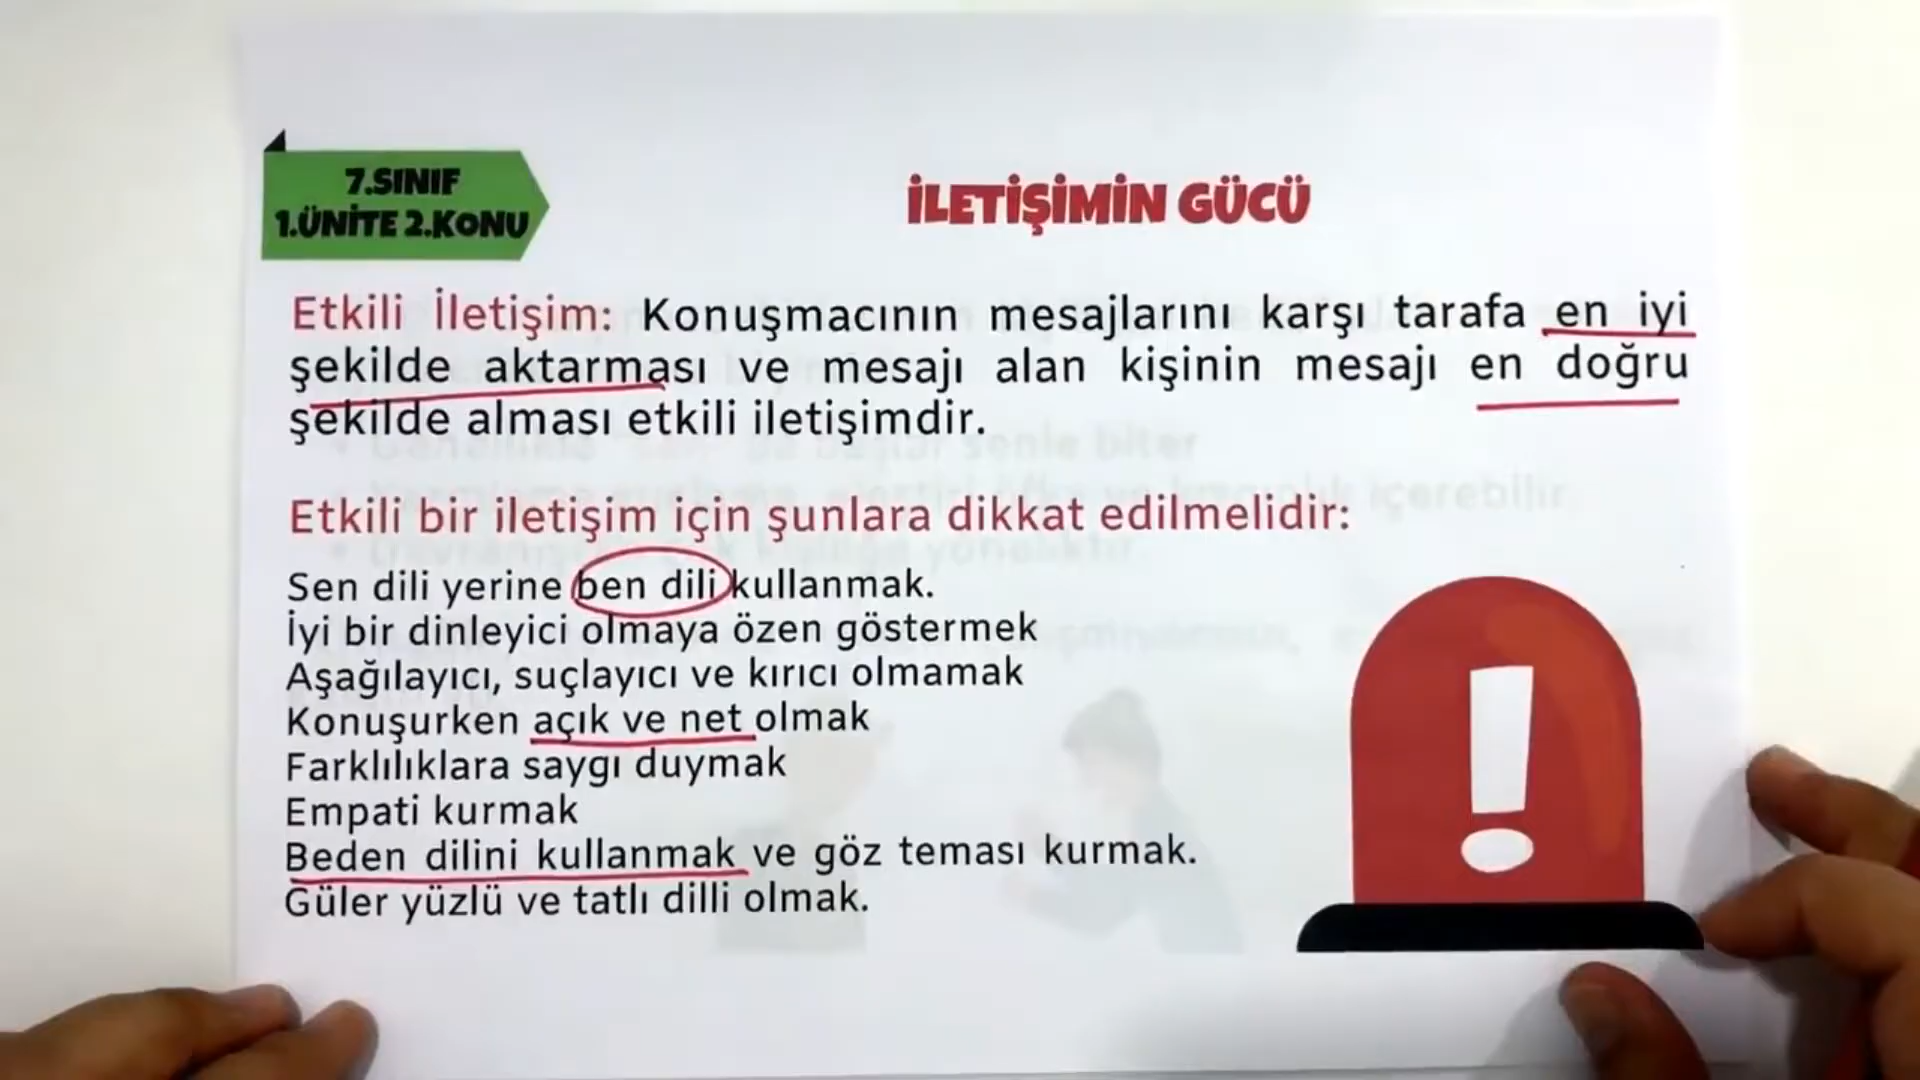 7.SINIF
1.ÜNİTE 2.KONU
İLETİŞİMİN GÜCÜ
Etkili İletişim: Konuşmacının mesajlarını karşı tarafa en iyi
şekilde aktarması ve mesajı alan kişinin mesajı en doğru
şekilde alması etkili iletişimdir.
Etkili bir iletişim için şunlara dikkat edilmelidir:
Sen dili yerine ben dili kullanmak.
İyi bir dinleyici olmaya özen göstermek
Aşağılayıcı, suçlayıcı ve kırıcı olmamak
Konuşurken açık ve net olmak
Farklılıklara saygı duymak
Empati kurmak
Beden dilini kullanmak ve göz teması kurmak.
Güler yüzlü ve tatlı dilli olmak.